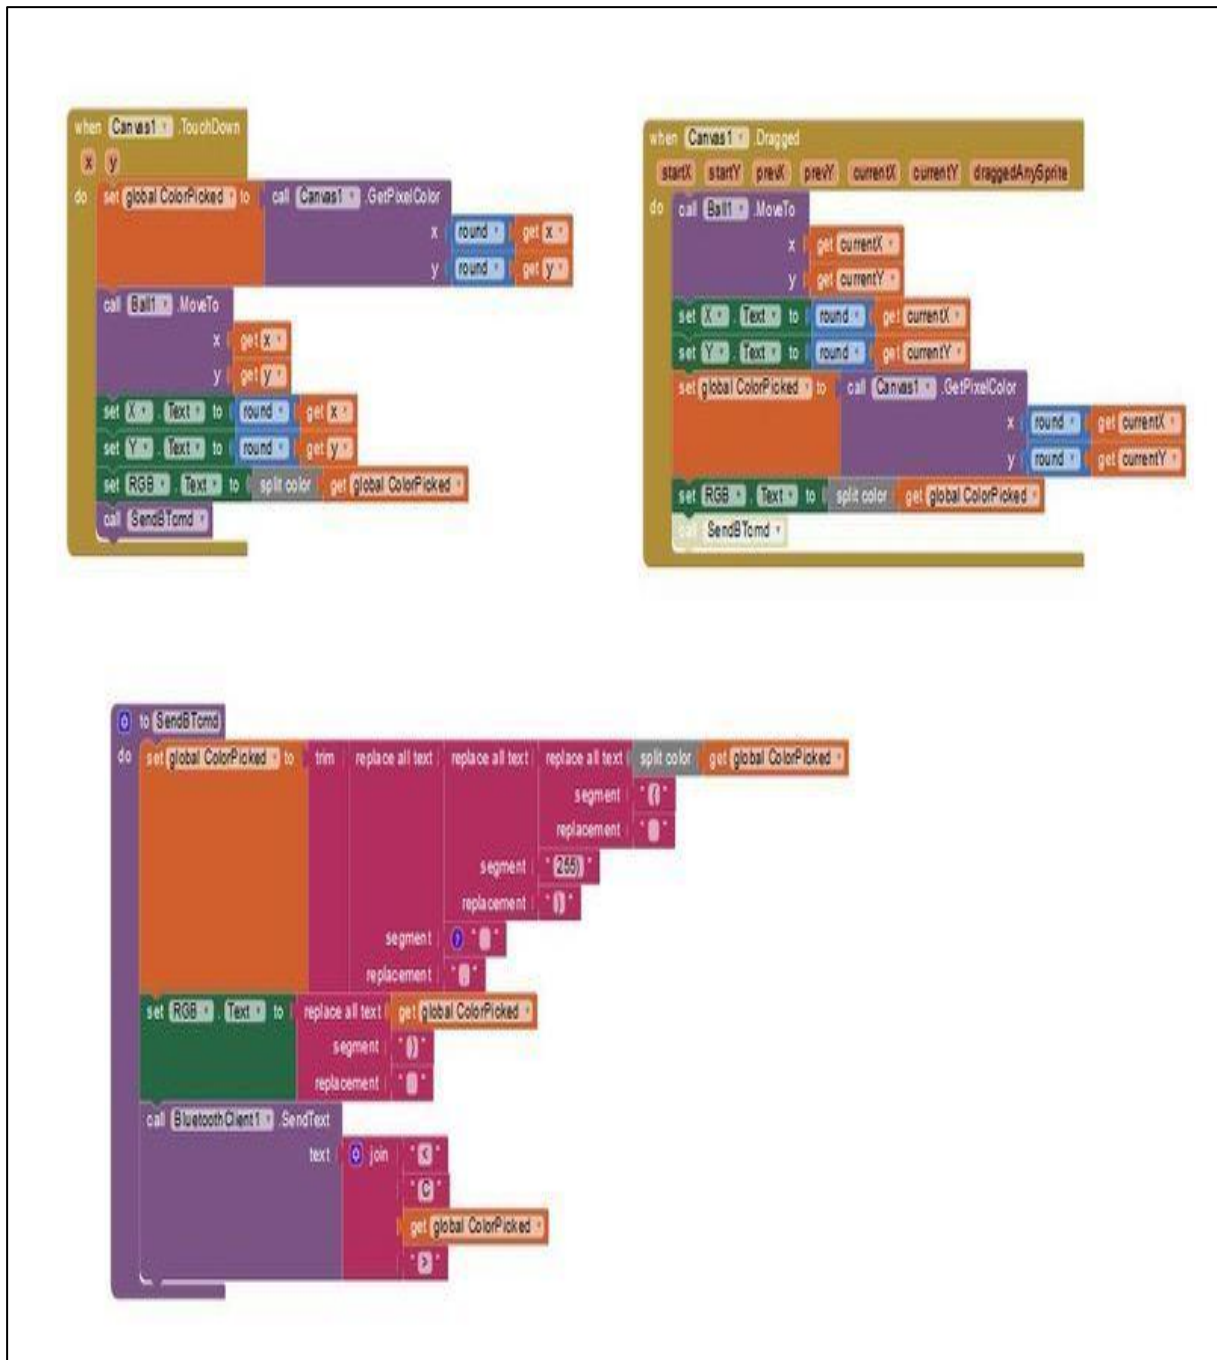 when Canvas1 .TouchDown
x y
do set global ColorPicked to call Canvas1 .GetPixelColor
x round get x
y round get y
call Ball1 .MoveTo
x get x
y get y
set X . Text to round get x
set Y . Text to round get y
set RGB . Text to split color get global ColorPicked
call SendBTcmd
when Canvas1 .Dragged
startX startY prevX prevY currentX currentY draggedAnySprite
do call Ball1 .MoveTo
x get currentX
y get currentY
set X . Text to round get currentX
set Y . Text to round get currentY
set global ColorPicked to call Canvas1 .GetPixelColor
x round get currentX
y round get currentY
set RGB . Text to split color get global ColorPicked
call SendBTcmd
to SendBTcmd
do set global ColorPicked to trim replace all text replace all text replace all text split color get global ColorPicked
segment " ( "
replacement " "
segment " 255) "
replacement " ) "
segment ? " "
replacement " "
set RGB . Text to replace all text get global ColorPicked
segment " ) "
replacement " "
call BluetoothClient1 .SendText
text join " < "
" C "
get global ColorPicked
" > "